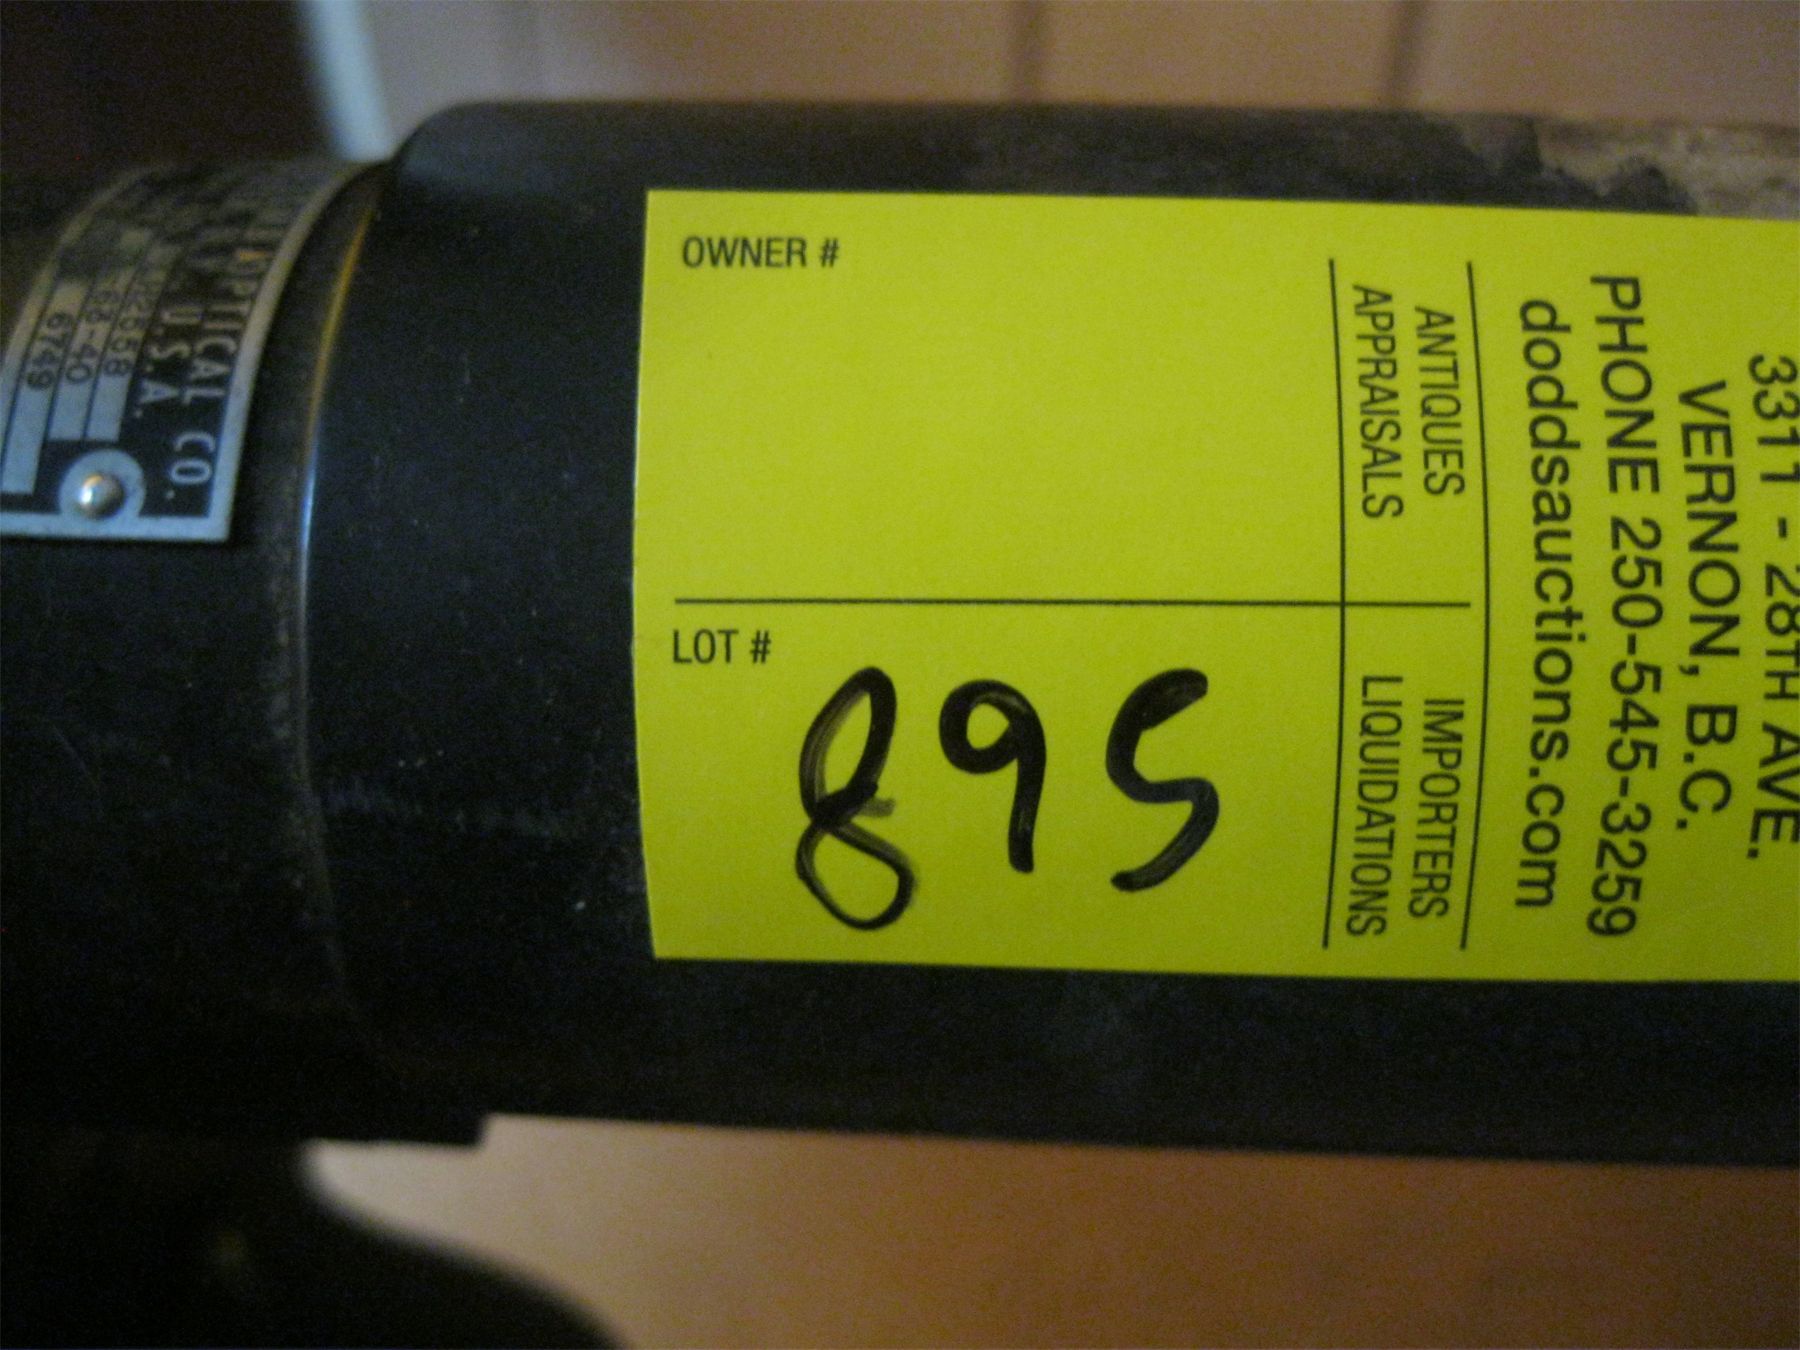 3311 - 28TH AVE.
VERNON, B.C.
PHONE 250-545-3259
doddsauctions.com
ANTIQUES IMPORTERS
APPRAISALS LIQUIDATIONS
OWNER #
LOT # 895
OPTICAL CO.
U.S.A.
6749